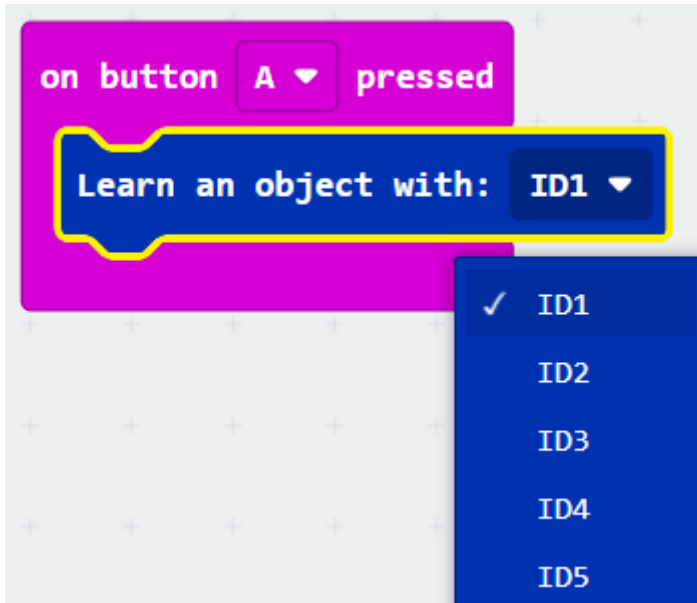 on button A pressed
Learn an object with: ID1
ID1
ID2
ID3
ID4
ID5